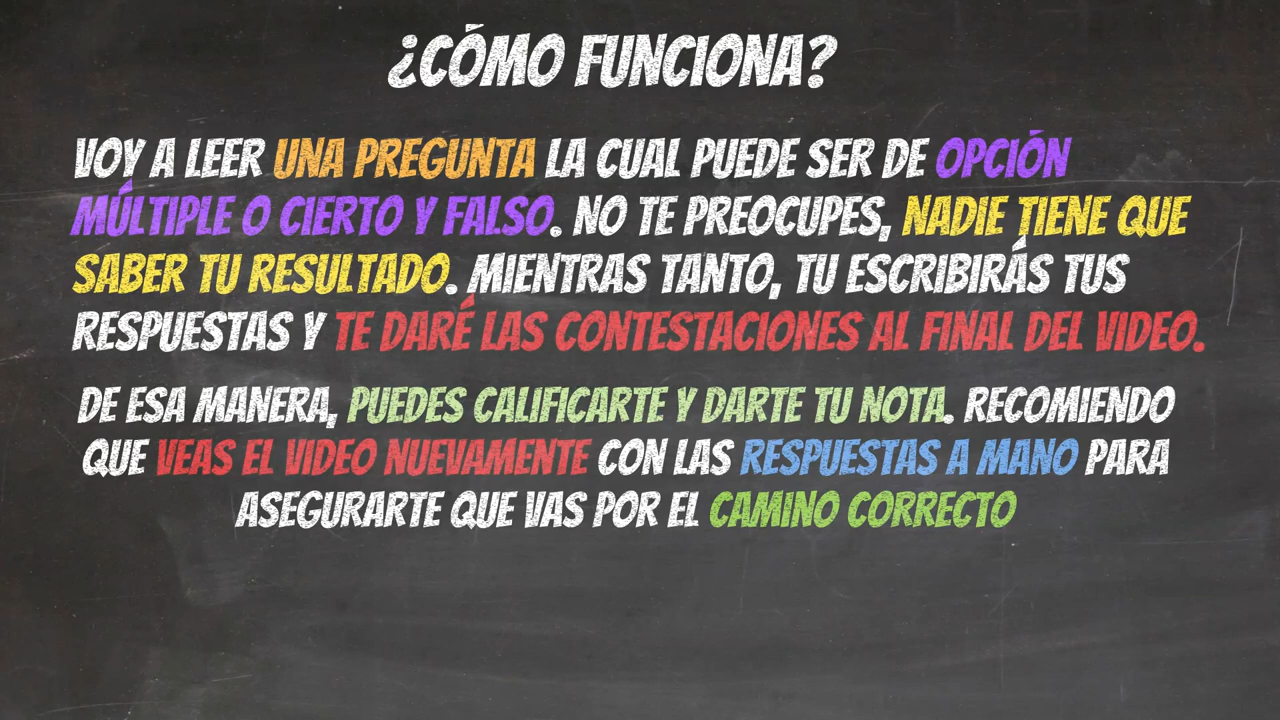 ¿CÓMO FUNCIONA?
VOY A LEER UNA PREGUNTA LA CUAL PUEDE SER DE OPCIÓN
MÚLTIPLE O CIERTO Y FALSO. NO TE PREOCUPES, NADIE TIENE QUE
SABER TU RESULTADO. MIENTRAS TANTO, TU ESCRIBIRÁS TUS
RESPUESTAS Y TE DARÉ LAS CONTESTACIONES AL FINAL DEL VIDEO.
DE ESA MANERA, PUEDES CALIFICARTE Y DARTE TU NOTA. RECOMIENDO
QUE VEAS EL VIDEO NUEVAMENTE CON LAS RESPUESTAS A MANO PARA
ASEGURARTE QUE VAS POR EL CAMINO CORRECTO